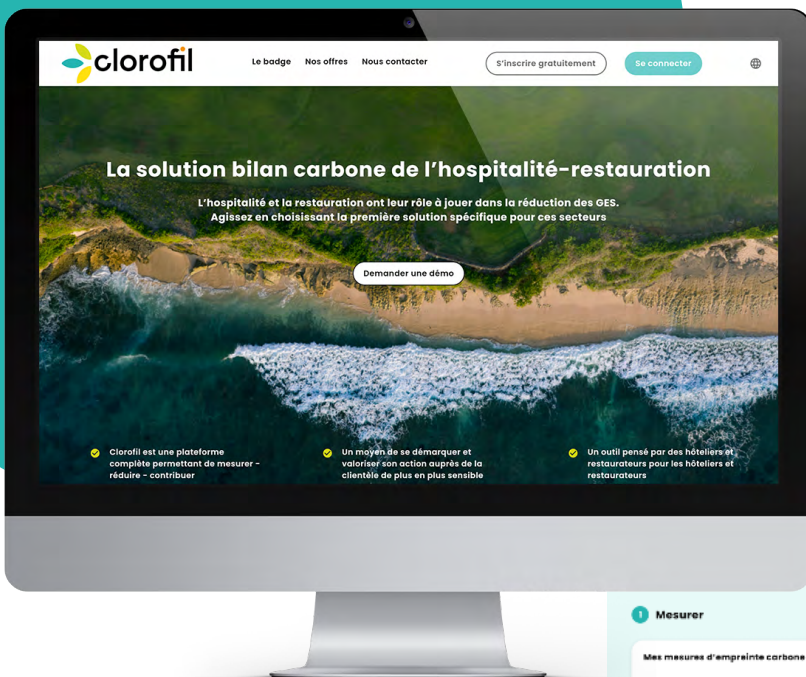 clorofil
Le badge Nos offres Nous contacter S'inscrire gratuitement Se connecter
La solution bilan carbone de l'hospitalité-restauration
L'hospitalité et la restauration ont leur rôle à jouer dans la réduction des GES.
Agissez en choisissant la première solution spécifique pour ces secteurs
Demander une démo
Clorofil est une plateforme
complète permettant de mesurer -
réduire - contribuer
Un moyen de se démarquer et
valoriser son action auprès de la
clientèle de plus en plus sensible
Un outil pensé par des hôteliers et
restaurateurs pour les hôteliers et
restaurateurs
1 Mesurer
Mes mesures d'empreinte carbone